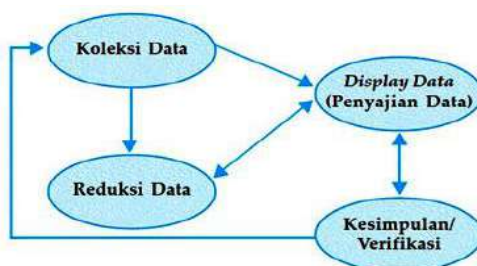 Koleksi Data
Display Data
(Penyajian Data)
Reduksi Data
Kesimpulan/
Verifikasi